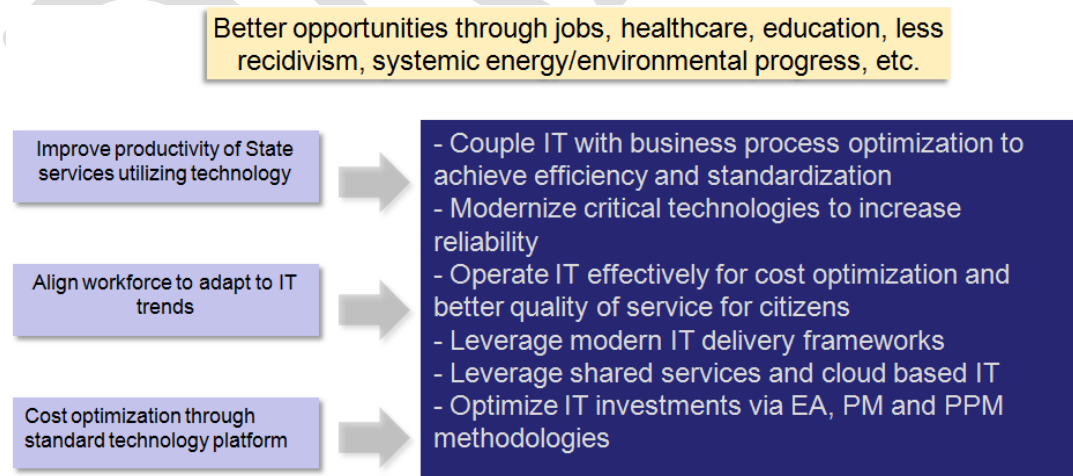 Better opportunities through jobs, healthcare, education, less
recidivism, systemic energy/environmental progress, etc.
Improve productivity of State
services utilizing technology
Align workforce to adapt to IT
trends
Cost optimization through
standard technology platform
- Couple IT with business process optimization to
achieve efficiency and standardization
- Modernize critical technologies to increase
reliability
- Operate IT effectively for cost optimization and
better quality of service for citizens
- Leverage modern IT delivery frameworks
- Leverage shared services and cloud based IT
- Optimize IT investments via EA, PM and PPM
methodologies